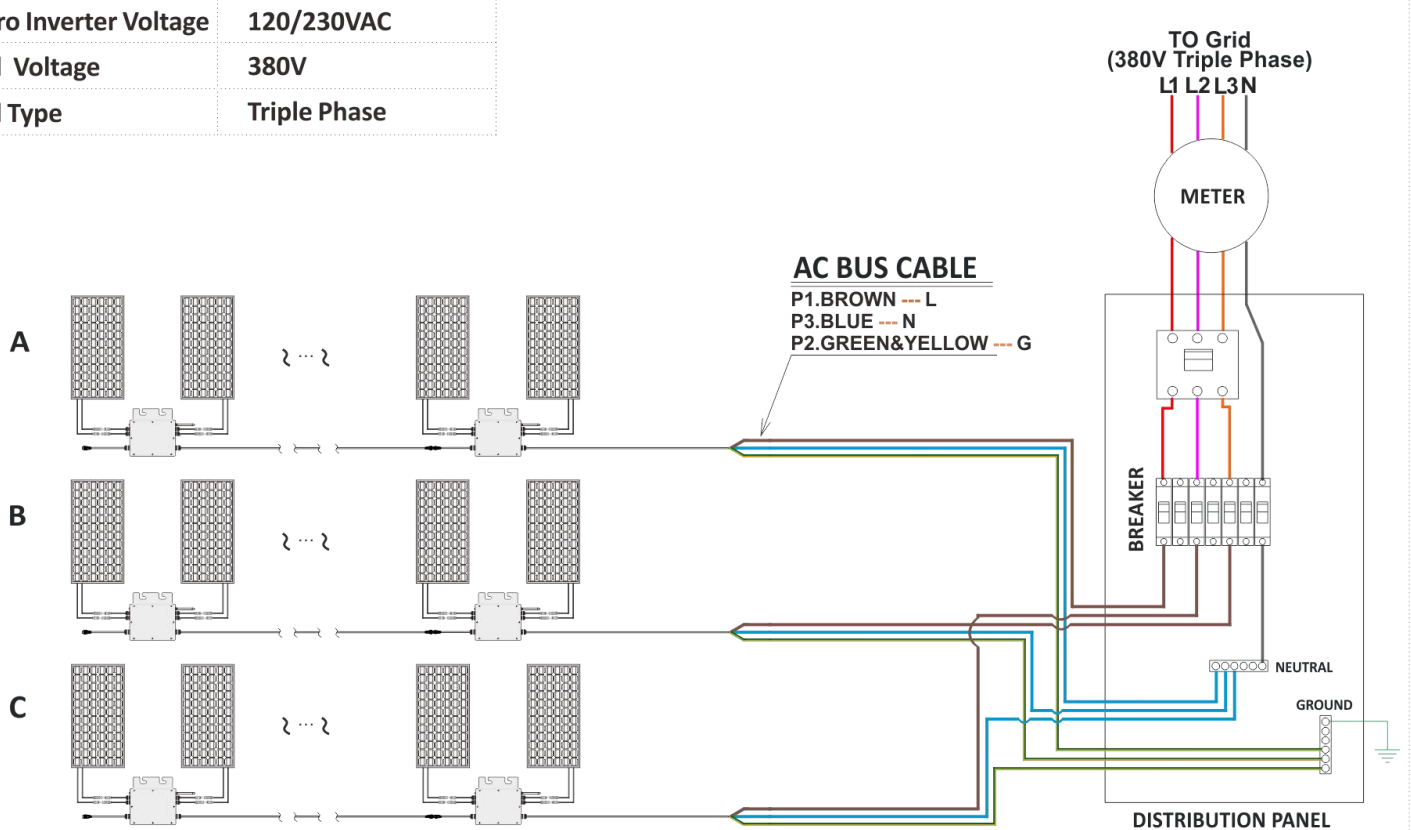 ro Inverter Voltage 120/230VAC
Voltage 380V
Type Triple Phase
TO Grid
(380V Triple Phase)
L1 L2 L3 N
METER
AC BUS CABLE
P1.BROWN --- L
P3.BLUE --- N
P2.GREEN&YELLOW --- G
A
B
C
BREAKER
NEUTRAL
GROUND
DISTRIBUTION PANEL